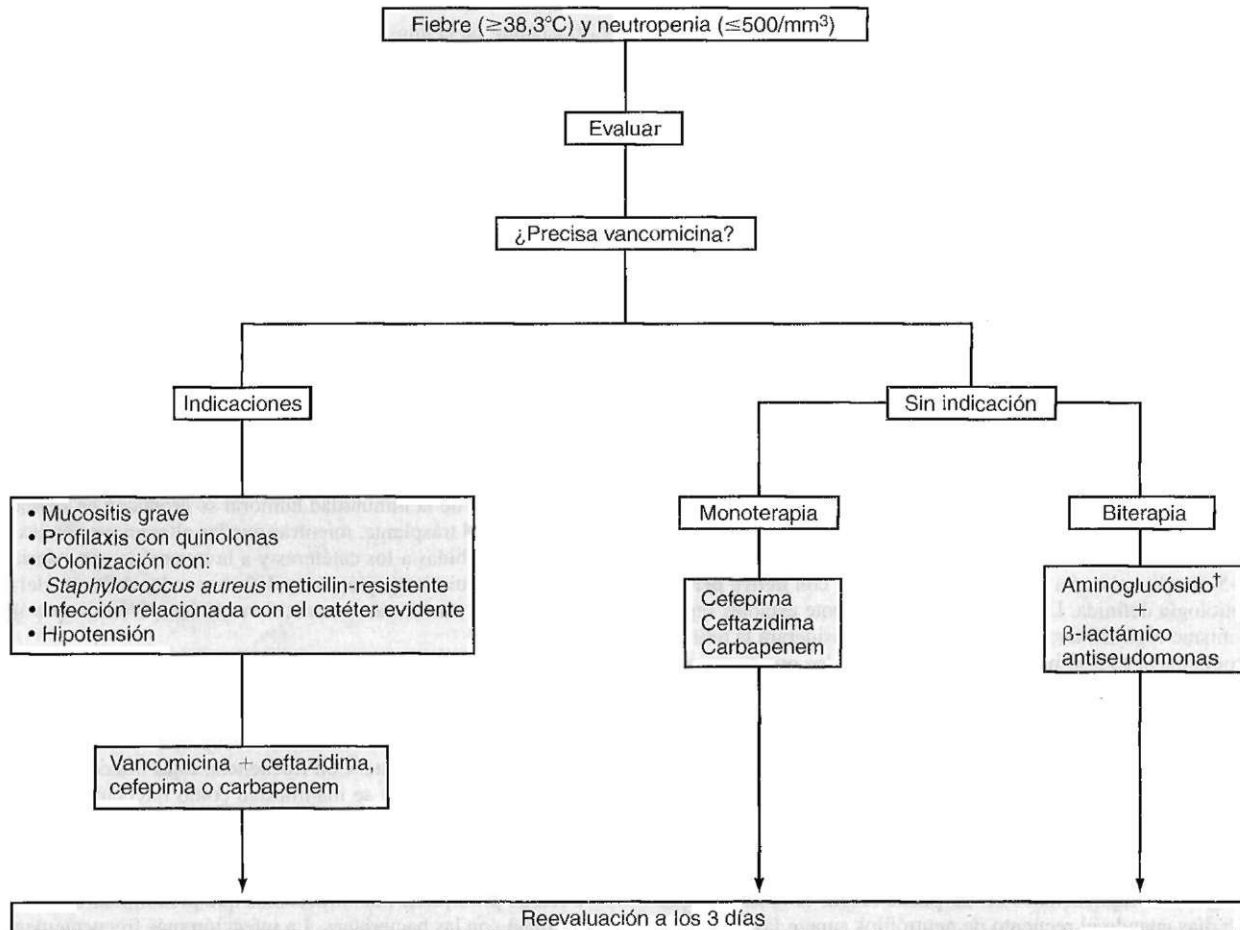 Fiebre (≥38,3°C) y neutropenia (≤500/mm³)
Evaluar
¿Precisa vancomicina?
Indicaciones
Sin indicación
• Mucositis grave
• Profilaxis con quinolonas
• Colonización con:
Staphylococcus aureus meticilin-resistente
• Infección relacionada con el catéter evidente
• Hipotensión
Monoterapia
Biterapia
Cefepima
Ceftazidima
Carbapenem
Aminoglucósido†
+
β-lactámico
antiseudomonas
Vancomicina + ceftazidima,
cefepima o carbapenem
Reevaluación a los 3 días